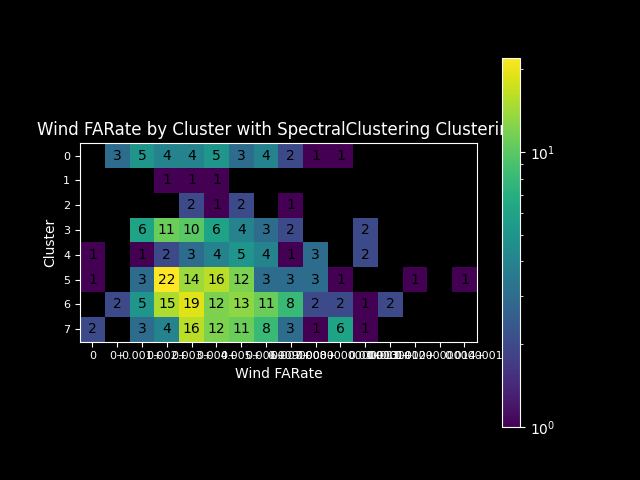 Wind FARate by Cluster with SpectralClustering Clusterin
10¹
0 3 5 4 4 5 3 4 2 1 1
1 1 1 1
2 2 1 2 1
3 6 11 10 6 4 3 2 2
4 1 1 2 3 4 5 4 1 3 2
5 1 3 22 14 16 12 3 3 3 1 1 1
6 2 5 15 19 12 13 11 8 2 2 1 2
7 2 3 4 16 12 11 8 3 1 6 1
Cluster
0
Wind FARate
10⁰